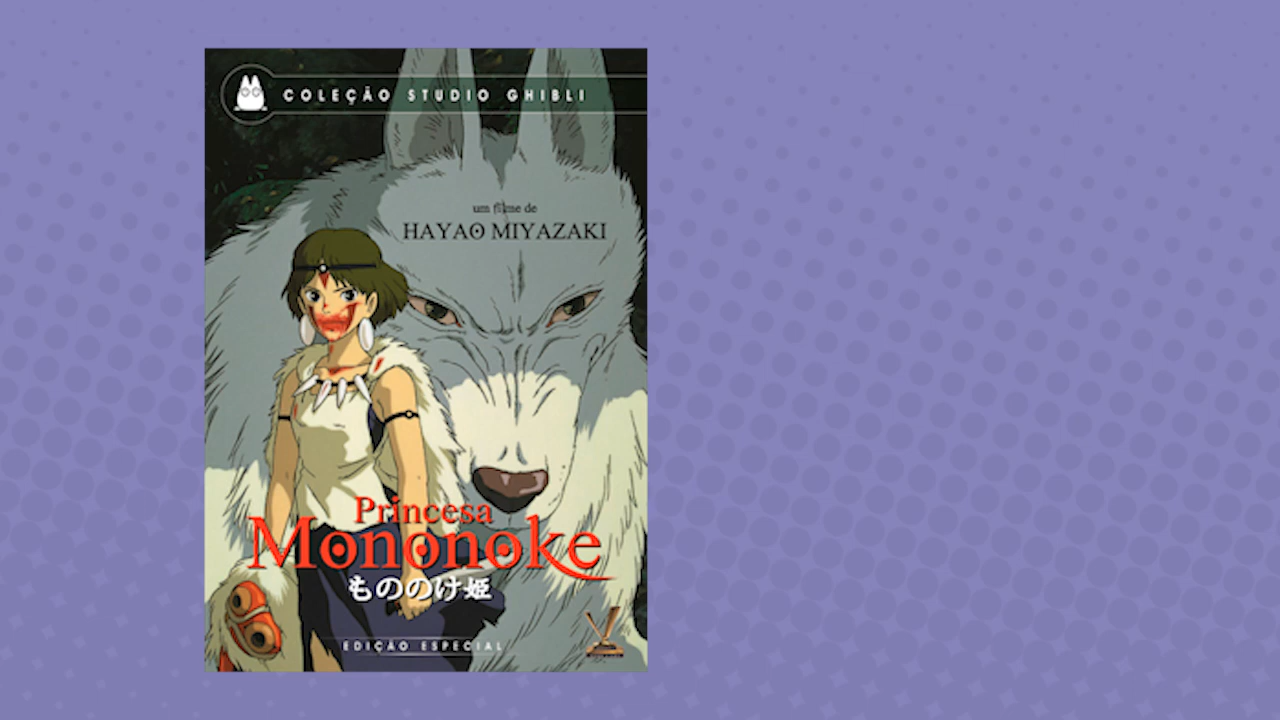 COLEÇÃO STUDIO GHIBLI
um filme de
HAYAO MIYAZAKI
Princesa
Mononoke
もののけ姫
EDIÇÃO ESPECIAL